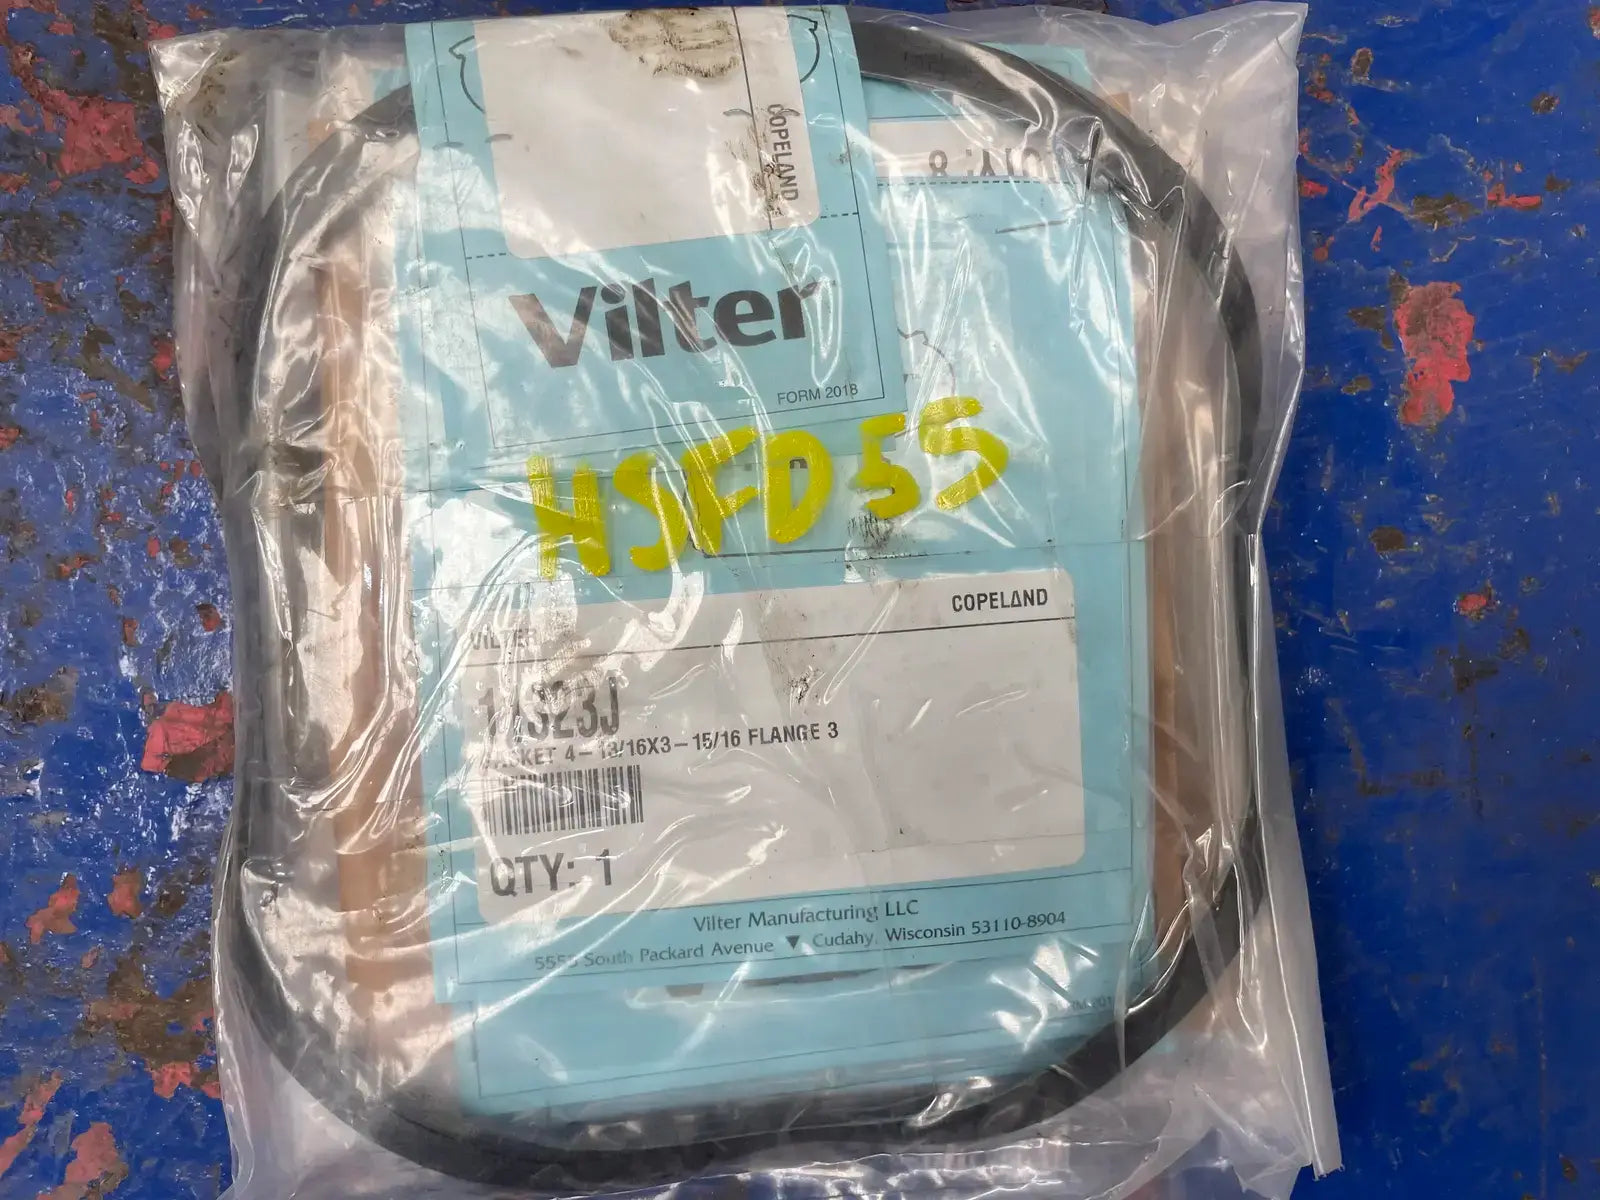 COPELAND
QTY: 8
Vilter
FORM 2018
HSFD55
COPELAND
VILTER
GASKET 4-13/16X3-15/16 FLANGE 3
QTY: 1
Vilter Manufacturing LLC
5555 South Packard Avenue ▼ Cudahy, Wisconsin 53110-8904